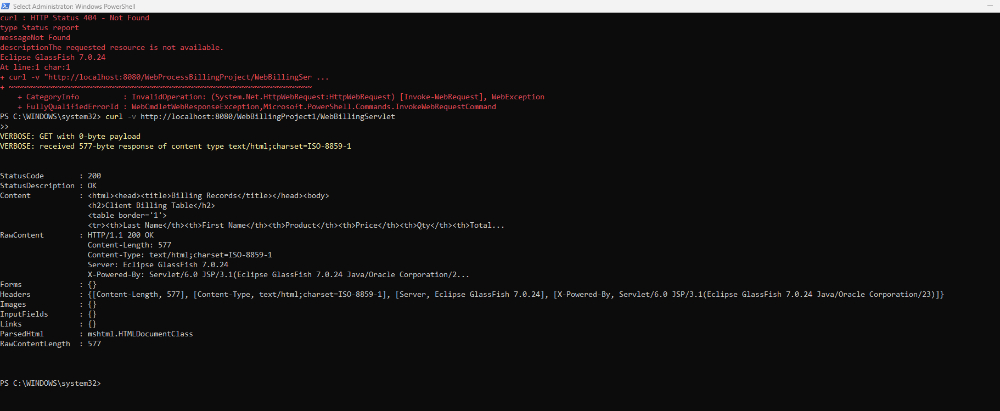 Select Administrator: Windows PowerShell
curl : HTTP Status 404 - Not Found
type Status report
messageNot Found
descriptionThe requested resource is not available.
Eclipse GlassFish 7.0.24
At line:1 char:1
+ curl -v "http://localhost:8080/WebProcessBillingProject/WebBillingSer ...
+ ~~~~~~~~~~~~~~~~~~~~~~~~~~~~~~~~~~~~~~~~~~~~~~~~~~~~~~~~~~~~~~~~~~~~~
    + CategoryInfo          : InvalidOperation: (System.Net.HttpWebRequest:HttpWebRequest) [Invoke-WebRequest], WebException
    + FullyQualifiedErrorId : WebCmdletWebResponseException,Microsoft.PowerShell.Commands.InvokeWebRequestCommand
PS C:\WINDOWS\system32> curl -v http://localhost:8080/WebBillingProject1/WebBillingServlet
>>
VERBOSE: GET with 0-byte payload
VERBOSE: received 577-byte response of content type text/html;charset=ISO-8859-1
StatusCode        : 200
StatusDescription : OK
Content           : <html><head><title>Billing Records</title></head><body>
                    <h2>Client Billing Table</h2>
                    <table border='1'>
                    <tr><th>Last Name</th><th>First Name</th><th>Product</th><th>Price</th><th>Qty</th><th>Total...
RawContent        : HTTP/1.1 200 OK
                    Content-Length: 577
                    Content-Type: text/html;charset=ISO-8859-1
                    Server: Eclipse GlassFish 7.0.24
                    X-Powered-By: Servlet/6.0 JSP/3.1(Eclipse GlassFish 7.0.24 Java/Oracle Corporation/2...
Forms             : {}
Headers           : {[Content-Length, 577], [Content-Type, text/html;charset=ISO-8859-1], [Server, Eclipse GlassFish 7.0.24], [X-Powered-By, Servlet/6.0 JSP/3.1(Eclipse GlassFish 7.0.24 Java/Oracle Corporation/23)]}
Images            : {}
InputFields       : {}
Links             : {}
ParsedHtml        : mshtml.HTMLDocumentClass
RawContentLength  : 577
PS C:\WINDOWS\system32>